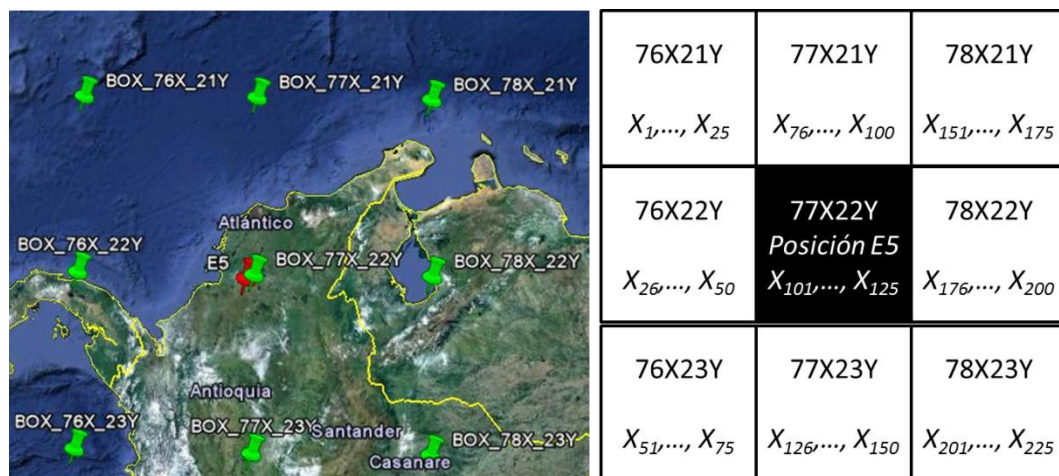 BOX_76X_21Y
BOX_77X_21Y
BOX_78X_21Y
Atlántico
BOX_76X_22Y
E5
BOX_77X_22Y
BOX_78X_22Y
Antioquia
BOX_76X_23Y
BOX_77X_23Y
Santander
BOX_78X_23Y
Casanare
76X21Y
77X21Y
78X21Y
X1,..., X25
X76,..., X100
X151,..., X175
76X22Y
77X22Y
78X22Y
Posición E5
X26,..., X50
X101,..., X125
X176,..., X200
76X23Y
77X23Y
78X23Y
X51,..., X75
X126,..., X150
X201,..., X225